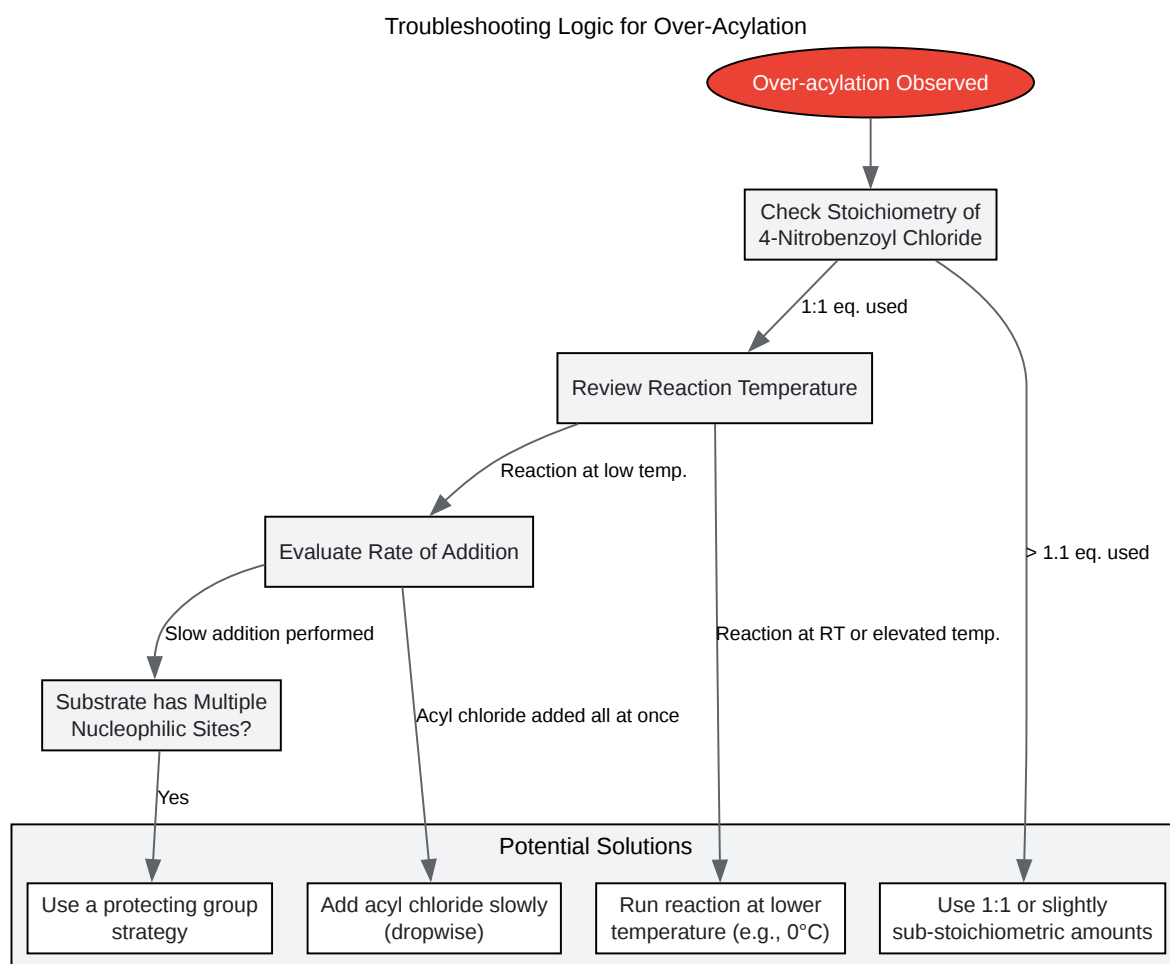 Troubleshooting Logic for Over-Acylation
Over-acylation Observed
Check Stoichiometry of
4-Nitrobenzoyl Chloride
1:1 eq. used
Review Reaction Temperature
Reaction at low temp.
Evaluate Rate of Addition
> 1.1 eq. used
Slow addition performed
Reaction at RT or elevated temp.
Substrate has Multiple
Nucleophilic Sites?
Acyl chloride added all at once
Yes
Potential Solutions
Use a protecting group
strategy
Add acyl chloride slowly
(dropwise)
Run reaction at lower
temperature (e.g., 0°C)
Use 1:1 or slightly
sub-stoichiometric amounts